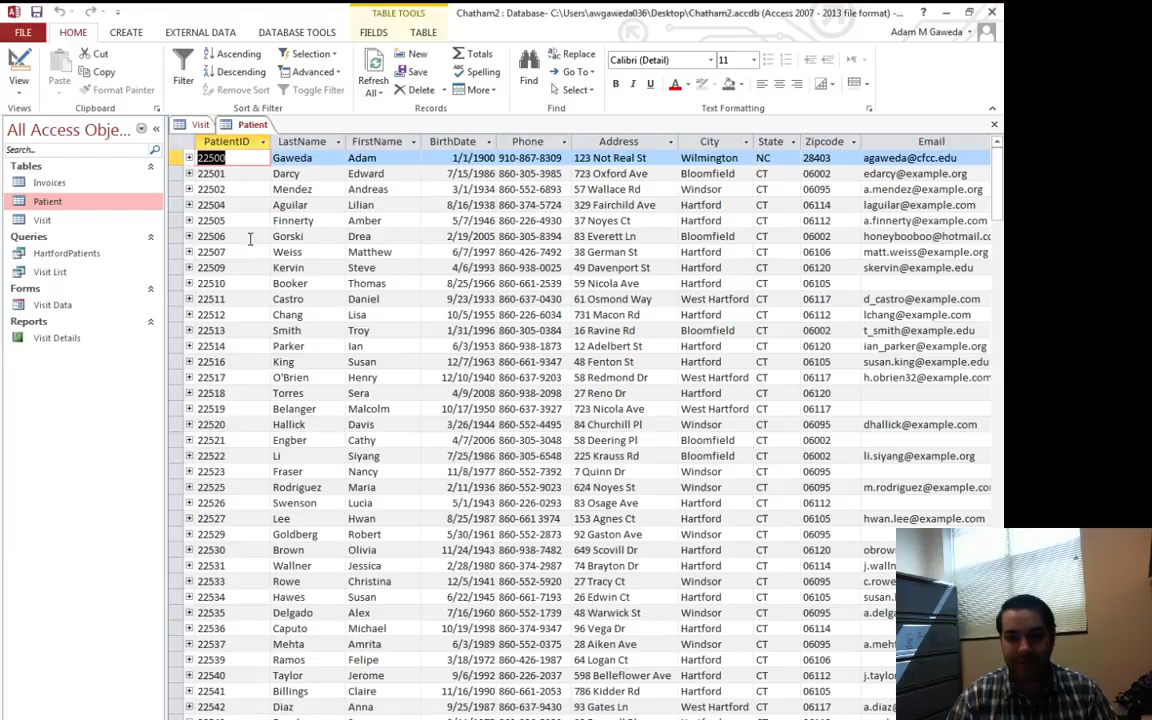 TABLE TOOLS
Chatham2 : Database- C:\Users\awgaweda036\Desktop\Chatham2.accdb (Access 2007 - 2013 file format) -...
FILE HOME CREATE EXTERNAL DATA DATABASE TOOLS FIELDS TABLE Adam M Gaweda
Cut Ascending Selection New Totals Replace Calibri (Detail) 11
Copy Descending Advanced Save Spelling Go To
View Paste Format Painter Filter Remove Sort Toggle Filter Refresh All Delete More Find Select B I U A
Views Clipboard Sort & Filter Records Find Text Formatting
All Access Obje... Visit Patient
Search...
Tables
Invoices
Patient
Visit
Queries
HartfordPatients
Visit List
Forms
Visit Data
Reports
Visit Details
PatientID LastName FirstName BirthDate Phone Address City State Zipcode Email
22500 Gaweda Adam 1/1/1900 910-867-8309 123 Not Real St Wilmington NC 28403 agaweda@cfcc.edu
22501 Darcy Edward 7/15/1986 860-305-3985 723 Oxford Ave Bloomfield CT 06002 edarcy@example.org
22502 Mendez Andreas 3/1/1934 860-552-6893 57 Wallace Rd Windsor CT 06095 a.mendez@example.org
22504 Aguilar Lilian 8/16/1938 860-374-5724 329 Fairchild Ave Hartford CT 06114 laguilar@example.com
22505 Finnerty Amber 5/7/1946 860-226-4930 37 Noyes Ct Hartford CT 06112 a.finnerty@example.com
22506 Gorski Drea 2/19/2005 860-305-8394 83 Everett Ln Bloomfield CT 06002 honeybooboo@hotmail.cc
22507 Weiss Matthew 6/7/1997 860-426-7492 38 German St Hartford CT 06106 matt.weiss@example.org
22509 Kervin Steve 4/6/1993 860-938-0025 49 Davenport St Hartford CT 06120 skervin@example.edu
22510 Booker Thomas 8/25/1966 860-661-2539 59 Nicola Ave Hartford CT 06105
22511 Castro Daniel 9/23/1933 860-637-0430 61 Osmond Way West Hartford CT 06117 d_castro@example.com
22512 Chang Lisa 10/5/1955 860-226-6034 731 Macon Rd Hartford CT 06112 lchang@example.com
22513 Smith Troy 1/31/1996 860-305-0384 16 Ravine Rd Bloomfield CT 06002 t_smith@example.edu
22514 Parker Ian 6/3/1953 860-938-1873 12 Adelbert St Hartford CT 06120 ian_parker@example.org
22516 King Susan 12/7/1963 860-661-9347 48 Fenton St Hartford CT 06105 susan.king@example.com
22517 O'Brien Henry 12/10/1940 860-637-9203 58 Redmond Dr West Hartford CT 06117 h.obrien32@example.com
22518 Torres Sera 4/9/2008 860-938-2098 27 Reno Dr Hartford CT 06120
22519 Belanger Malcolm 10/17/1950 860-637-3927 723 Nicola Ave West Hartford CT 06117
22520 Hallick Davis 3/26/1944 860-552-4495 84 Churchill Pl Windsor CT 06095 dhallick@example.com
22521 Engber Cathy 4/7/2006 860-305-3048 58 Deering Pl Bloomfield CT 06002
22522 Li Siyang 7/25/1986 860-305-6548 225 Krauss Rd Bloomfield CT 06002 li.siyang@example.org
22523 Fraser Nancy 11/8/1977 860-552-7392 7 Quinn Dr Windsor CT 06095
22525 Rodriguez Maria 2/11/1936 860-552-9023 624 Noyes St Windsor CT 06095 m.rodriguez@example.com
22526 Swenson Lucia 5/1/1943 860-226-0293 83 Osage Ave Hartford CT 06112
22527 Lee Hwan 8/25/1987 860-661 3974 153 Agnes Ct Hartford CT 06105 hwan.lee@example.com
22529 Goldberg Robert 5/30/1961 860-552-2873 92 Gaston Ave Windsor CT 06095
22530 Brown Olivia 11/24/1943 860-938-7482 649 Scovill Dr Hartford CT 06120 obrow
22531 Wallner Jessica 2/28/1980 860-374-2987 74 Brayton Dr Hartford CT 06114 j.walln
22533 Rowe Christina 12/5/1941 860-552-5920 27 Tracy Ct Windsor CT 06095 c.rowe
22534 Hawes Susan 6/22/1945 860-661-7193 26 Edwin Ct Hartford CT 06105 susan.
22535 Delgado Alex 7/16/1960 860-552-1739 48 Warwick St Windsor CT 06095 a.delga
22536 Caputo Michael 10/19/1998 860-374-9347 96 Vega Dr Hartford CT 06114
22537 Mehta Amrita 6/3/1989 860-552-0375 28 Aiken Ave Windsor CT 06095 a.meh
22539 Ramos Felipe 3/18/1972 860-426-1987 64 Logan Ct Hartford CT 06106
22540 Taylor Jerome 9/6/1992 860-226-2037 598 Belleflower Ave Hartford CT 06112 j.taylo
22541 Billings Claire 11/16/1990 860-661-2053 786 Kidder Rd Hartford CT 06105
22542 Diaz Anna 9/6/1967 860-552-0937 93 Gates Ln West Windsor CT 06095 a.diaz